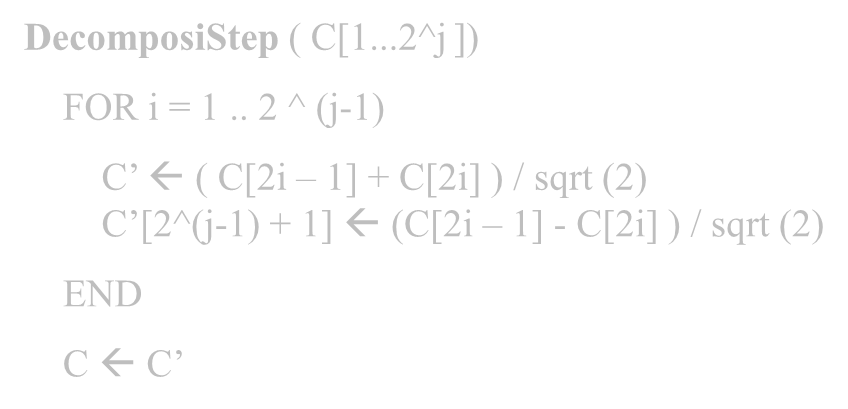 DecomposiStep ( C[1...2^j ])
FOR i = 1 .. 2 ^ (j-1)
C’ ← ( C[2i – 1] + C[2i] ) / sqrt (2)
C’[2^(j-1) + 1] ← (C[2i – 1] - C[2i] ) / sqrt (2)
END
C ← C’